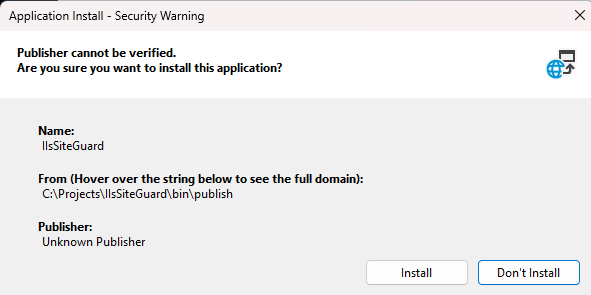 Application Install - Security Warning
Publisher cannot be verified.
Are you sure you want to install this application?
Name:
IIsSiteGuard
From (Hover over the string below to see the full domain):
C:\Projects\IIsSiteGuard\bin\publish
Publisher:
Unknown Publisher
Install
Don't Install